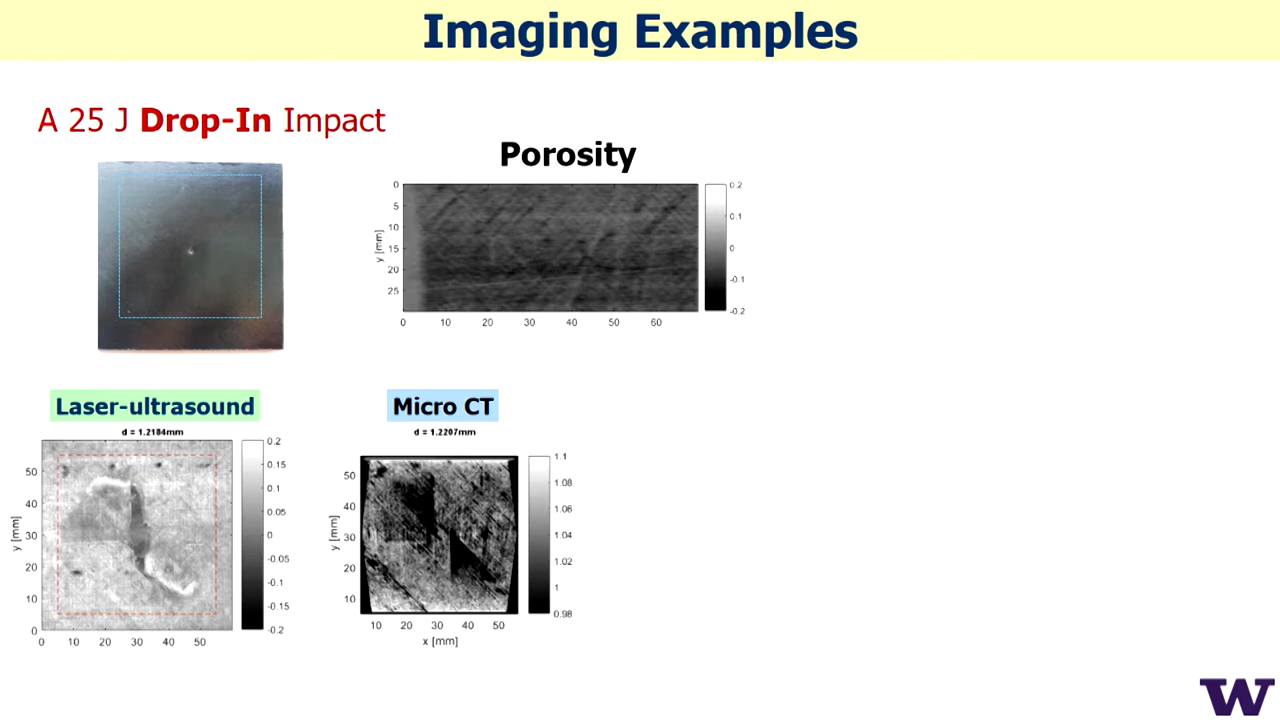 Imaging Examples
A 25 J Drop-In Impact
Porosity
0
5
10
15
20
25
y [mm]
0 10 20 30 40 50 60
0.2
0.1
0
-0.1
-0.2
Laser-ultrasound
d = 1.2184mm
50
40
30
20
10
0
y [mm]
0 10 20 30 40 50
0.2
0.15
0.1
0.05
0
-0.05
-0.1
-0.15
-0.2
Micro CT
d = 1.2207mm
50
40
30
20
10
y [mm]
10 20 30 40 50
x [mm]
1.1
1.08
1.06
1.04
1.02
1
0.98
W